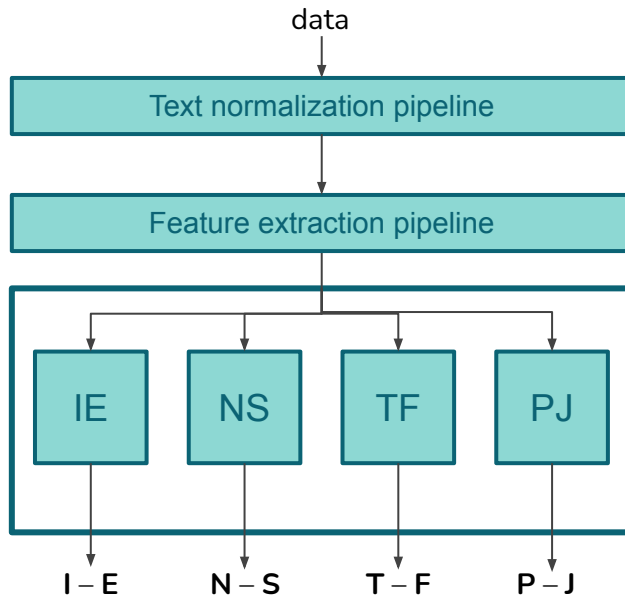 data
Text normalization pipeline
Feature extraction pipeline
IE NS TF PJ
I – E N – S T – F P – J